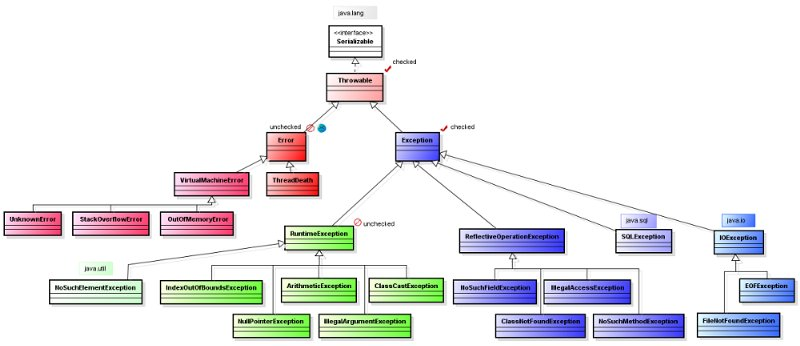 java.lang
<<interface>>
Serializable
checked
Throwable
unchecked
checked
Error
Exception
VirtualMachineError
ThreadDeath
UnknownError
StackOverflowError
OutOfMemoryError
unchecked
java.sql
java.io
RuntimeException
ReflectiveOperationException
SQLException
IOException
java.util
NoSuchElementException
IndexOutOfBoundsException
ArithmeticException
ClassCastException
NoSuchFieldException
IllegalAccessException
EOFException
NullPointerException
IllegalArgumentException
ClassNotFoundException
NoSuchMethodException
FileNotFoundException